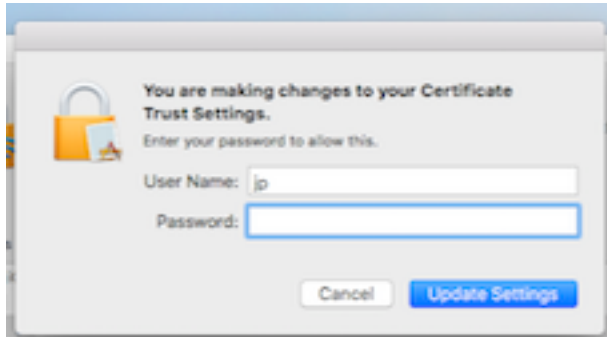 You are making changes to your Certificate
Trust Settings.
Enter your password to allow this.
User Name: jp
Password:
Cancel Update Settings